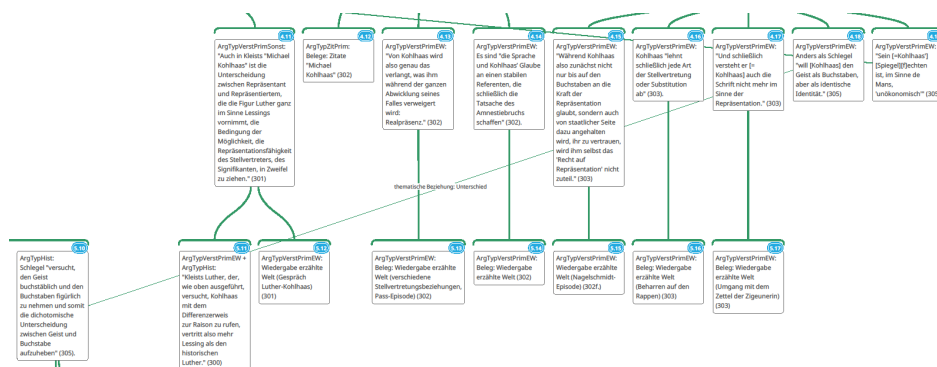 4.11
ArgTypVerstPrimSonst:
"Auch in Kleists "Michael
Kohlhaas" ist die
Unterscheidung
zwischen Repräsentant
und Repräsentiertem,
die die Figur Luther ganz
im Sinne Lessings
vornimmt, die
Bedingung der
Möglichkeit, die
Repräsentationsfähigkeit
des Stellvertreters, des
Signifikanten, in Zweifel
zu ziehen." (301)
4.12
ArgTypZitPrim:
Belege: Zitate
"Michael
Kohlhaas" (302)
4.13
ArgTypVerstPrimEW:
"Von Kohlhaas wird
also genau das
verlangt, was ihm
während der ganzen
Abwicklung seines
Falles verweigert
wird:
Realpräsenz." (302)
4.14
ArgTypVerstPrimEW:
Es sind "die Sprache
und Kohlhaas' Glaube
an einen stabilen
Referenten, die
schließlich die
Tatsache des
Amnestiebruchs
schaffen" (302).
4.15
ArgTypVerstPrimEW:
"Während Kohlhaas
also zunächst nicht
nur bis auf den
Buchstaben an die
Kraft der
Repräsentation
glaubt, sondern auch
von staatlicher Seite
dazu angehalten
wird, ihr zu vertrauen,
wird ihm selbst das
'Recht auf
Repräsentation' nicht
zuteil." (303)
4.16
ArgTypVerstPrimEW:
Kohlhaas "lehnt
schließlich jede Art
der Stellvertretung
oder Substitution
ab" (303).
4.17
ArgTypVerstPrimEW:
"Und schließlich
versteht er [=
Kohlhaas] auch die
Schrift nicht mehr im
Sinne der
Repräsentation." (303)
4.18
ArgTypVerstPrimEW:
Anders als Schlegel
"will [Kohlhaas] den
Geist als Buchstaben,
aber als identische
Identität." (305)
4.19
ArgTypVerstPrimEW:
"Sein [=Kohlhaas']
[Spiegel][f]echten
ist, im Sinne de
Mans,
'unökonomisch'" (305
thematische Beziehung: Unterschied
5.10
ArgTypHist:
Schlegel "versucht,
den Geist
buchstäblich und den
Buchstaben figürlich
zu nehmen und somit
die dichotomische
Unterscheidung
zwischen Geist und
Buchstabe
aufzuheben" (305).
5.11
ArgTypVerstPrimEW +
ArgTypHist:
"Kleists Luther, der,
wie oben ausgeführt,
versucht, Kohlhaas
mit dem
Differenzerweis
zur Raison zu rufen,
vertritt also mehr
Lessing als den
historischen
Luther." (300)
5.12
ArgTypVerstPrimEW:
Wiedergabe erzählte
Welt (Gespräch
Luther-Kohlhaas)
(301)
5.13
ArgTypVerstPrimEW:
Beleg: Wiedergabe erzählte
Welt (verschiedene
Stellvertretungsbeziehungen,
Pass-Episode) (302)
5.14
ArgTypVerstPrimEW:
Beleg: Wiedergabe
erzählte Welt (302)
5.15
ArgTypVerstPrimEW:
Wiedergabe erzählte
Welt (Nagelschmidt-
Episode) (302f.)
5.16
ArgTypVerstPrimEW:
Beleg: Wiedergabe
erzählte Welt
(Beharren auf den
Rappen) (303)
5.17
ArgTypVerstPrimEW:
Beleg: Wiedergabe
erzählte Welt
(Umgang mit dem
Zettel der Zigeunerin)
(303)